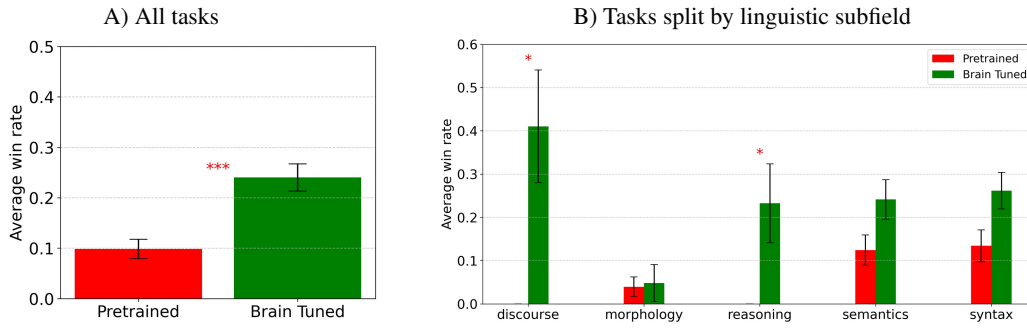 A) All tasks
0.5
0.4
0.3
0.2
0.1
0.0
Average win rate
***
Pretrained
Brain Tuned
B) Tasks split by linguistic subfield
0.6
0.5
0.4
0.3
0.2
0.1
0.0
Average win rate
*
*
Pretrained
Brain Tuned
discourse
morphology
reasoning
semantics
syntax